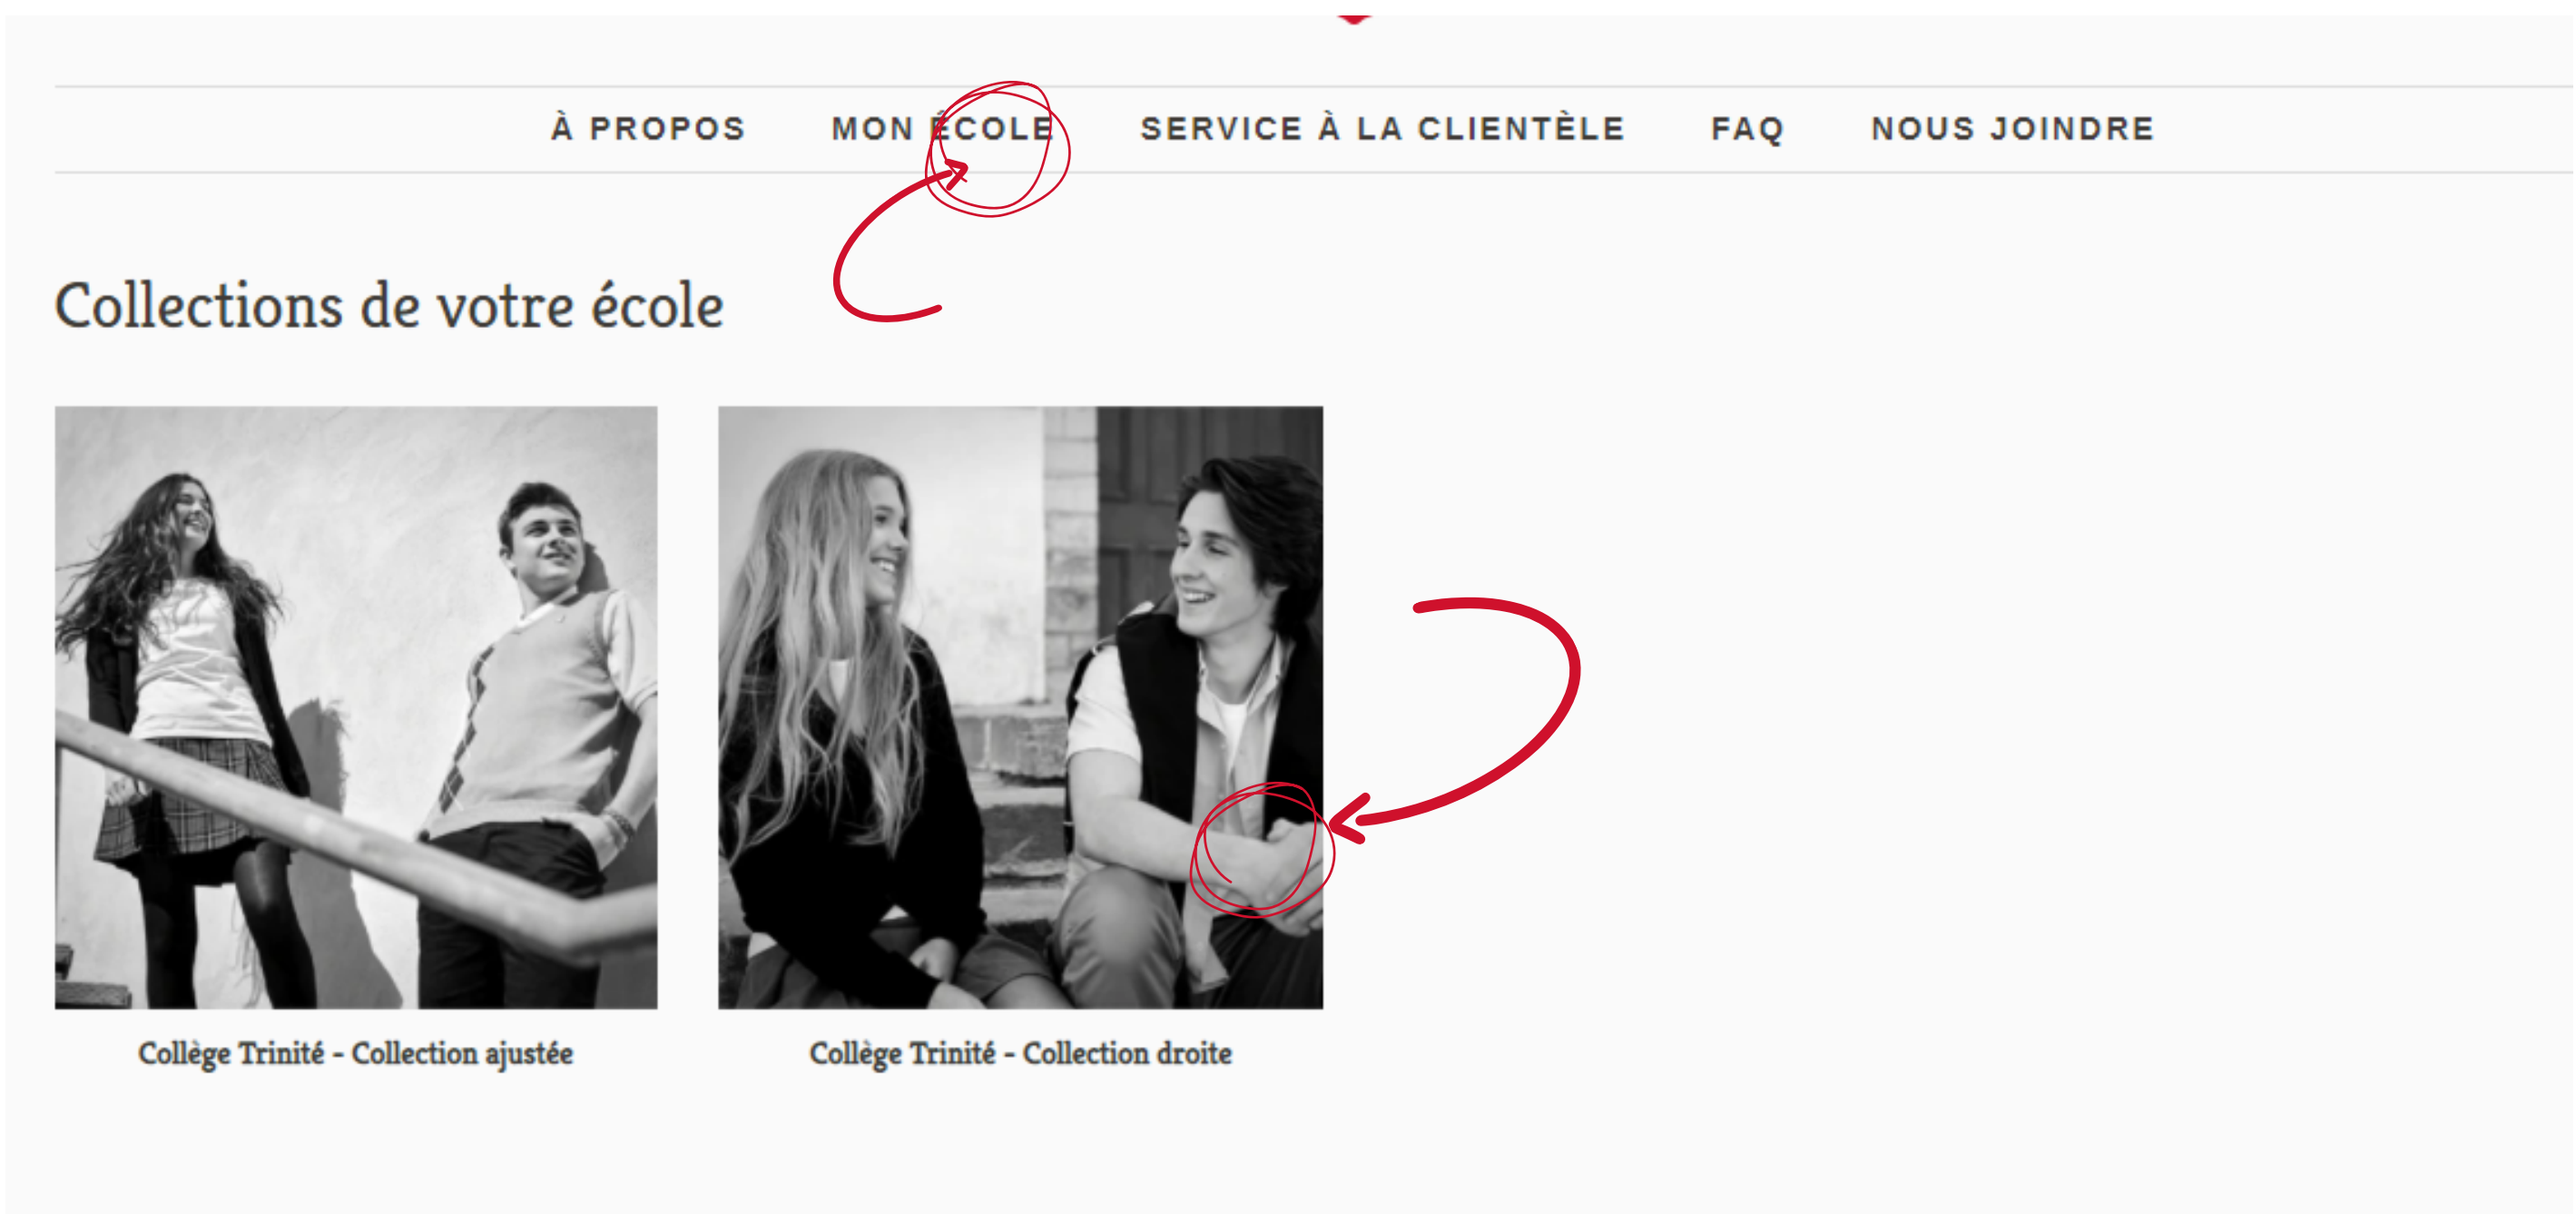 À PROPOS MON ÉCOLE SERVICE À LA CLIENTÈLE FAQ NOUS JOINDRE
Collections de votre école
Collège Trinité - Collection ajustée
Collège Trinité - Collection droite